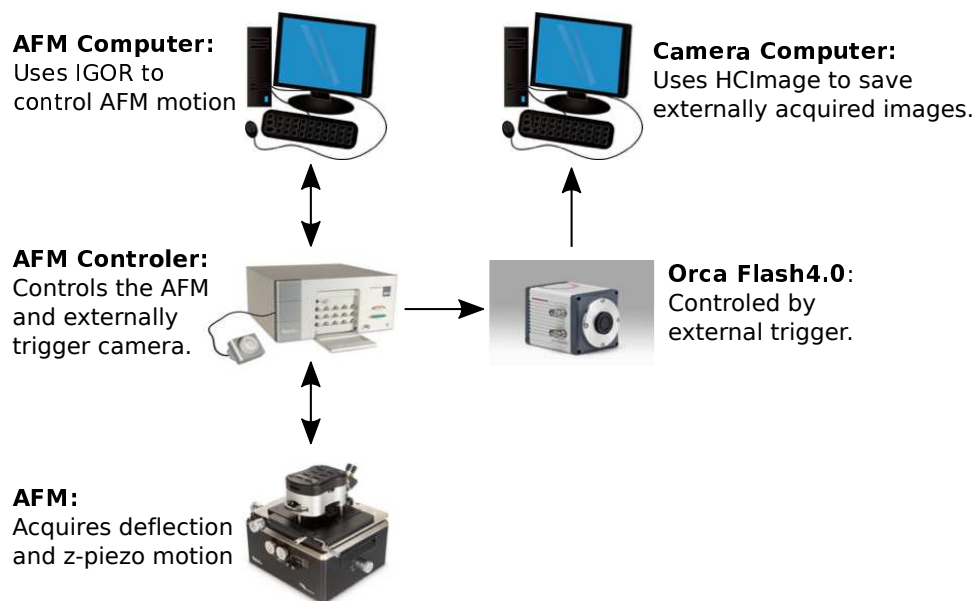 AFM Computer:
Uses IGOR to
control AFM motion
Camera Computer:
Uses HCImage to save
externally acquired images.
AFM Controler:
Controls the AFM
and externally
trigger camera.
Orca Flash4.0:
Controled by
external trigger.
AFM:
Acquires deflection
and z-piezo motion